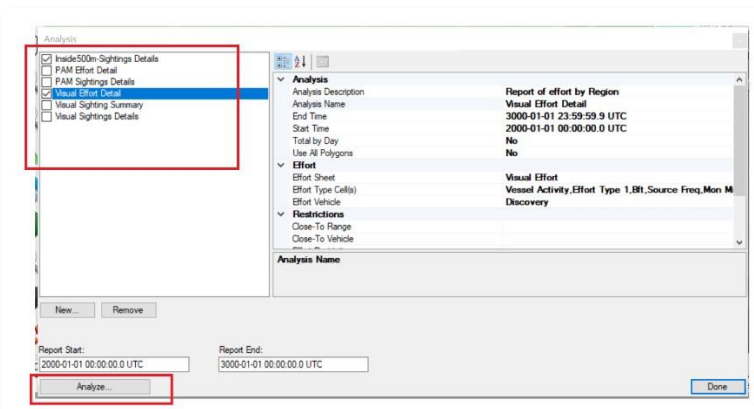 Analysis
Inside500m-Sightings Details
PAM Effort Detail
PAM Sightings Details
Visual Effort Detail
Visual Sighting Summary
Visual Sightings Details
Analysis
Analysis Description Report of effort by Region
Analysis Name Visual Effort Detail
End Time 3000-01-01 23:59:59.9 UTC
Start Time 2000-01-01 00:00:00.0 UTC
Total by Day No
Use All Polygons No
Effort
Effort Sheet Visual Effort
Effort Type Cell(s) Vessel Activity,Effort Type 1,Bft,Source Freq,Mon M
Effort Vehicle Discovery
Restrictions
Close-To Range
Close-To Vehicle
Analysis Name
New... Remove
Report Start: Report End:
2000-01-01 00:00:00.0 UTC 3000-01-01 00:00:00.0 UTC
Analyze... Done